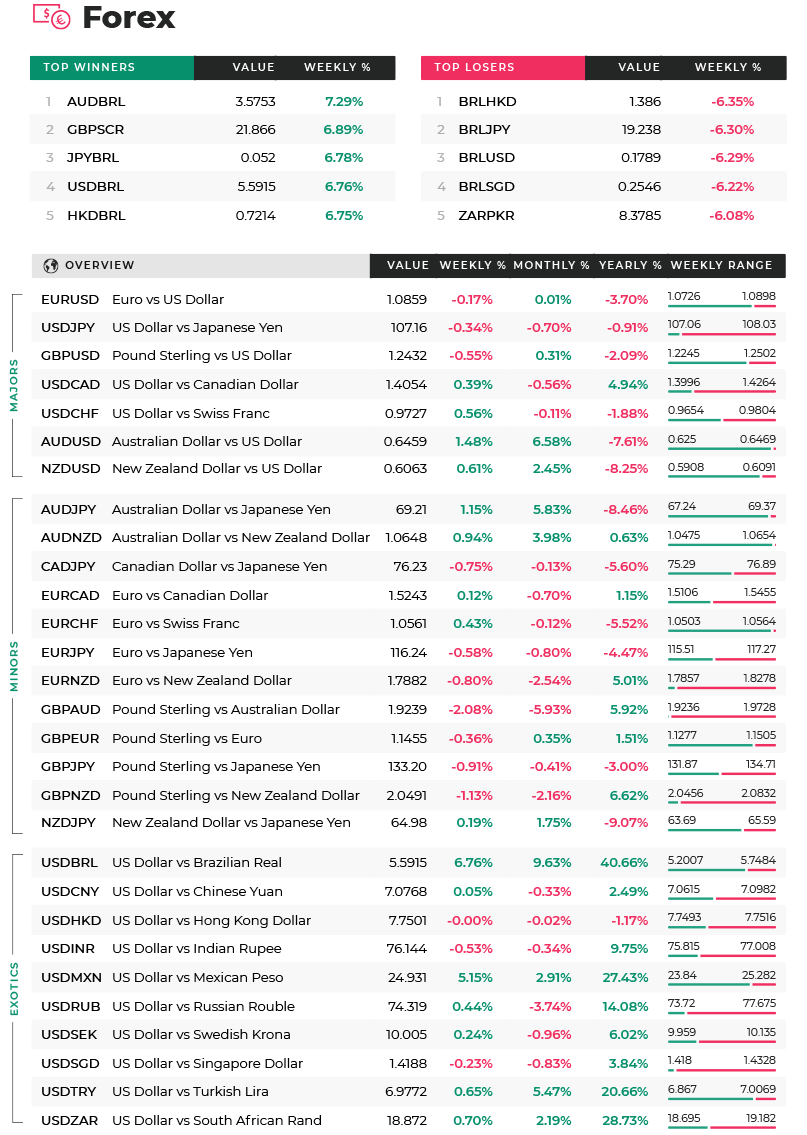 Forex
TOP WINNERS VALUE WEEKLY %
1 AUDBRL 3.5753 7.29%
2 GBPSCR 21.866 6.89%
3 JPYBRL 0.052 6.78%
4 USDBRL 5.5915 6.76%
5 HKDBRL 0.7214 6.75%
TOP LOSERS VALUE WEEKLY %
1 BRLHKD 1.386 -6.35%
2 BRLJPY 19.238 -6.30%
3 BRLUSD 0.1789 -6.29%
4 BRLSGD 0.2546 -6.22%
5 ZARPKR 8.3785 -6.08%
OVERVIEW VALUE WEEKLY % MONTHLY % YEARLY % WEEKLY RANGE
MAJORS
EURUSD Euro vs US Dollar 1.0859 -0.17% 0.01% -3.70% 1.0726 1.0898
USDJPY US Dollar vs Japanese Yen 107.16 -0.34% -0.70% -0.91% 107.06 108.03
GBPUSD Pound Sterling vs US Dollar 1.2432 -0.55% 0.31% -2.09% 1.2245 1.2502
USDCAD US Dollar vs Canadian Dollar 1.4054 0.39% -0.56% 4.94% 1.3996 1.4264
USDCHF US Dollar vs Swiss Franc 0.9727 0.56% -0.11% -1.88% 0.9654 0.9804
AUDUSD Australian Dollar vs US Dollar 0.6459 1.48% 6.58% -7.61% 0.625 0.6469
NZDUSD New Zealand Dollar vs US Dollar 0.6063 0.61% 2.45% -8.25% 0.5908 0.6091
MINORS
AUDJPY Australian Dollar vs Japanese Yen 69.21 1.15% 5.83% -8.46% 67.24 69.37
AUDNZD Australian Dollar vs New Zealand Dollar 1.0648 0.94% 3.98% 0.63% 1.0475 1.0654
CADJPY Canadian Dollar vs Japanese Yen 76.23 -0.75% -0.13% -5.60% 75.29 76.89
EURCAD Euro vs Canadian Dollar 1.5243 0.12% -0.70% 1.15% 1.5106 1.5455
EURCHF Euro vs Swiss Franc 1.0561 0.43% -0.12% -5.52% 1.0503 1.0564
EURJPY Euro vs Japanese Yen 116.24 -0.58% -0.80% -4.47% 115.51 117.27
EURNZD Euro vs New Zealand Dollar 1.7882 -0.80% -2.54% 5.01% 1.7857 1.8278
GBPAUD Pound Sterling vs Australian Dollar 1.9239 -2.08% -5.93% 5.92% 1.9236 1.9728
GBPEUR Pound Sterling vs Euro 1.1455 -0.36% 0.35% 1.51% 1.1277 1.1505
GBPJPY Pound Sterling vs Japanese Yen 133.20 -0.91% -0.41% -3.00% 131.87 134.71
GBPNZD Pound Sterling vs New Zealand Dollar 2.0491 -1.13% -2.16% 6.62% 2.0456 2.0832
NZDJPY New Zealand Dollar vs Japanese Yen 64.98 0.19% 1.75% -9.07% 63.69 65.59
EXOTICS
USDBRL US Dollar vs Brazilian Real 5.5915 6.76% 9.63% 40.66% 5.2007 5.7484
USDCNY US Dollar vs Chinese Yuan 7.0768 0.05% -0.33% 2.49% 7.0615 7.0982
USDHKD US Dollar vs Hong Kong Dollar 7.7501 -0.00% -0.02% -1.17% 7.7493 7.7516
USDINR US Dollar vs Indian Rupee 76.144 -0.53% -0.34% 9.75% 75.815 77.008
USDMXN US Dollar vs Mexican Peso 24.931 5.15% 2.91% 27.43% 23.84 25.282
USDRUB US Dollar vs Russian Rouble 74.319 0.44% -3.74% 14.08% 73.72 77.675
USDSEK US Dollar vs Swedish Krona 10.005 0.24% -0.96% 6.02% 9.959 10.135
USDSGD US Dollar vs Singapore Dollar 1.4188 -0.23% -0.83% 3.84% 1.418 1.4328
USDTRY US Dollar vs Turkish Lira 6.9772 0.65% 5.47% 20.66% 6.867 7.0069
USDZAR US Dollar vs South African Rand 18.872 0.70% 2.19% 28.73% 18.695 19.182